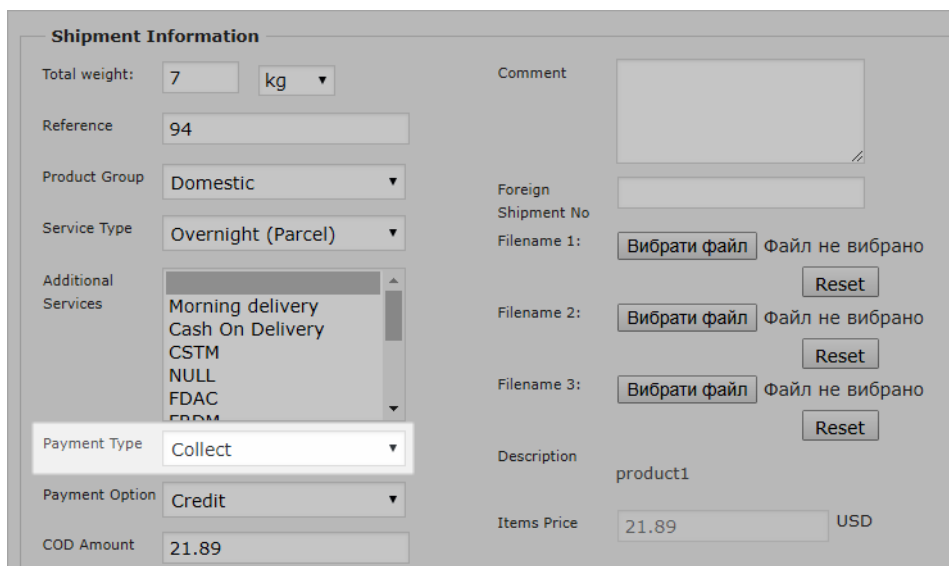 Shipment Information
Total weight:
7
kg
Reference
94
Product Group
Domestic
Service Type
Overnight (Parcel)
Additional
Services
Morning delivery
Cash On Delivery
CSTM
NULL
FDAC
Payment Type
Collect
Payment Option
Credit
COD Amount
21.89
Comment
Foreign
Shipment No
Filename 1:
Вибрати файл Файл не вибрано
Reset
Filename 2:
Вибрати файл Файл не вибрано
Reset
Filename 3:
Вибрати файл Файл не вибрано
Reset
Description
product1
Items Price
21.89
USD